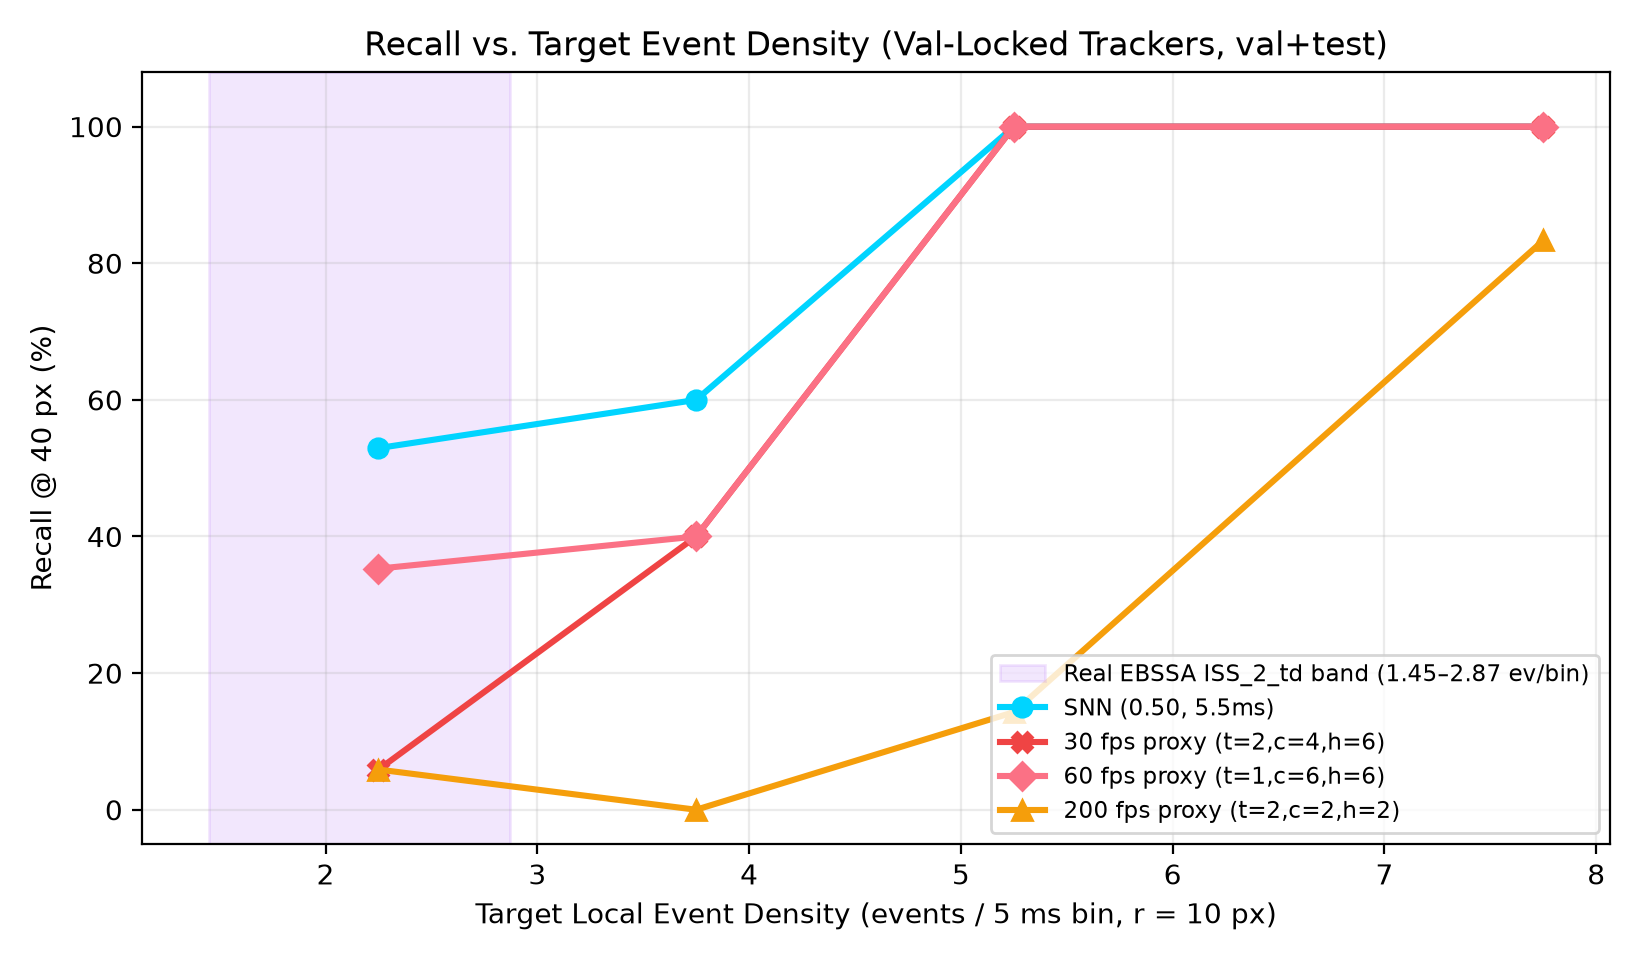 Recall vs. Target Event Density (Val-Locked Trackers, val+test)
Recall @ 40 px (%)
100
80
60
40
20
0
Real EBSSA ISS_2_td band (1.45–2.87 ev/bin)
SNN (0.50, 5.5ms)
30 fps proxy (t=2,c=4,h=6)
60 fps proxy (t=1,c=6,h=6)
200 fps proxy (t=2,c=2,h=2)
2 3 4 5 6 7 8
Target Local Event Density (events / 5 ms bin, r = 10 px)